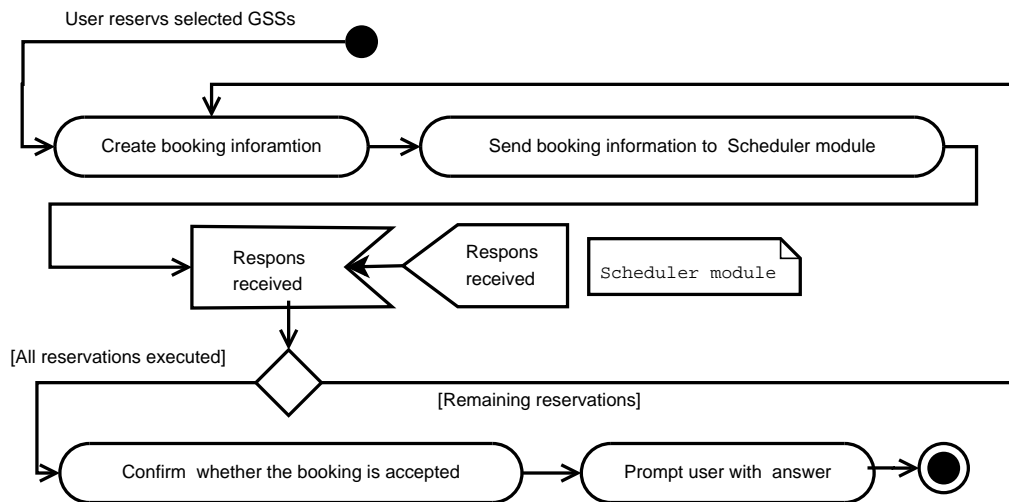 User reservs selected GSSs
Create booking inforamtion
Send booking information to Scheduler module
Respons
received
Respons
received
Scheduler module
[All reservations executed]
[Remaining reservations]
Confirm whether the booking is accepted
Prompt user with answer